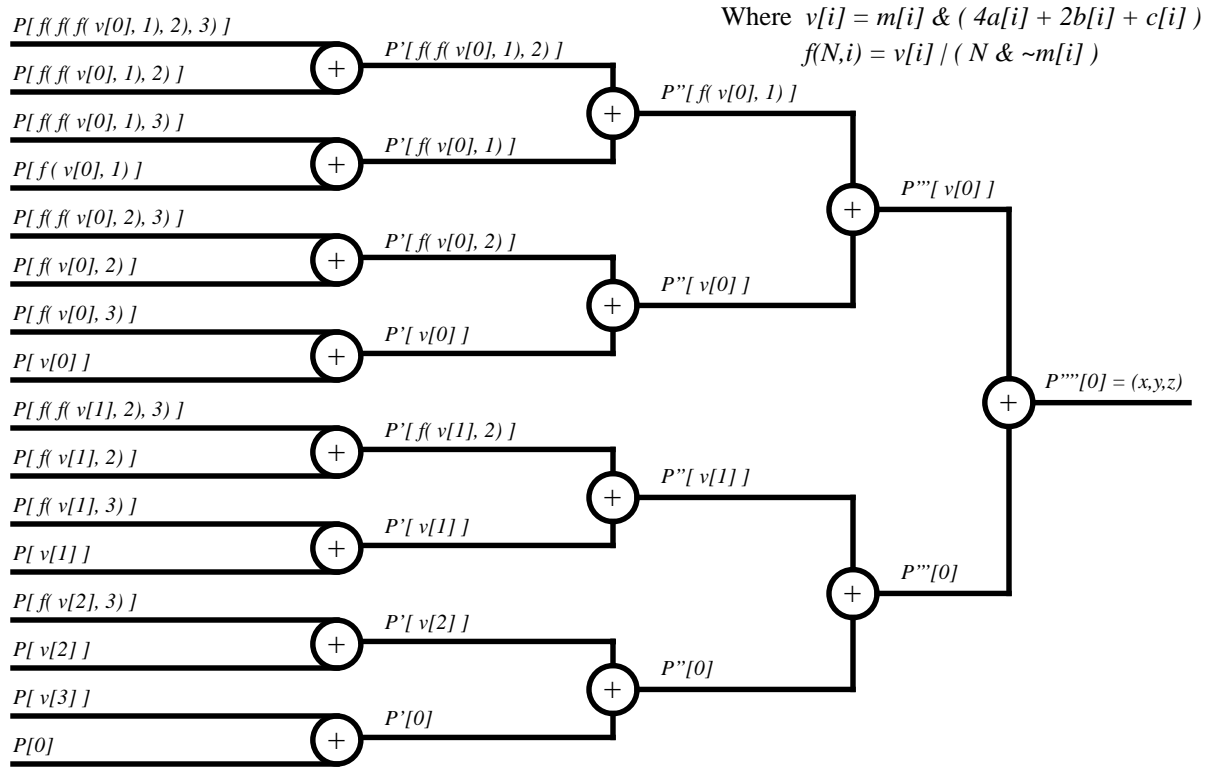 Where v[i] = m[i] & ( 4a[i] + 2b[i] + c[i] )
f(N,i) = v[i] / ( N & ~m[i] )
P[ f( f( f( v[0], 1), 2), 3) ]
P[ f( f( v[0], 1), 2) ]
P[ f( f( v[0], 1), 3) ]
P[ f ( v[0], 1) ]
P[ f( f( v[0], 2), 3) ]
P[ f( v[0], 2) ]
P[ f( v[0], 3) ]
P[ v[0] ]
P[ f( f( v[1], 2), 3) ]
P[ f( v[1], 2) ]
P[ f( v[1], 3) ]
P[ v[1] ]
P[ f( v[2], 3) ]
P[ v[2] ]
P[ v[3] ]
P[0]
+
+
+
+
+
+
+
+
P'[ f( f( v[0], 1), 2) ]
P'[ f( v[0], 1) ]
P'[ f( v[0], 2) ]
P'[ v[0] ]
P'[ f( v[1], 2) ]
P'[ v[1] ]
P'[ v[2] ]
P'[0]
+
+
+
+
P''[ f( v[0], 1) ]
P''[ v[0] ]
P''[ v[1] ]
P''[0]
+
+
P'''[ v[0] ]
P'''[0]
+
P''''[0] = (x,y,z)